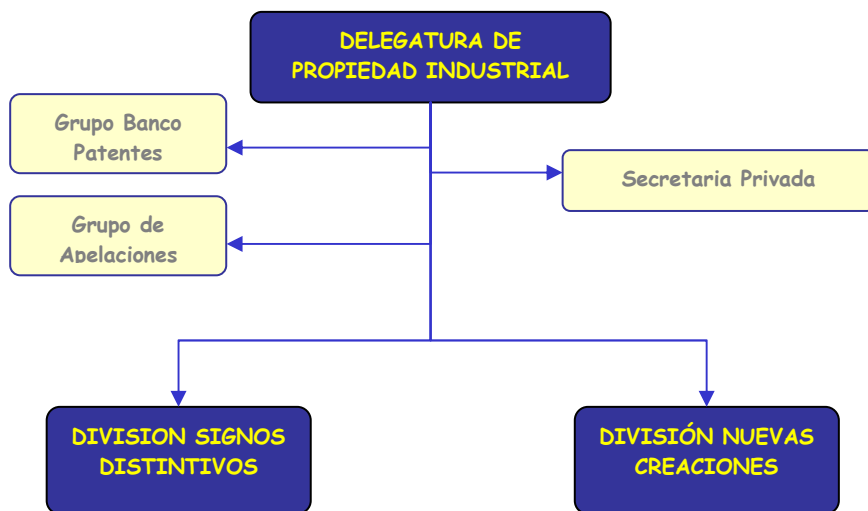 DELEGATURA DE
PROPIEDAD INDUSTRIAL
Grupo Banco
Patentes
Secretaria Privada
Grupo de
Apelaciones
DIVISION SIGNOS
DISTINTIVOS
DIVISIÓN NUEVAS
CREACIONES